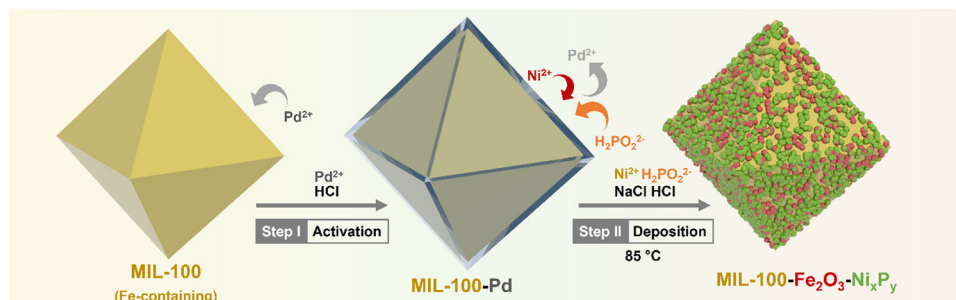 Pd²⁺
Pd²⁺
Ni²⁺
H₂PO₂²⁻
Pd²⁺
HCl
Step I Activation
Ni²⁺ H₂PO₂²⁻
NaCl HCl
Step II Deposition
85 °C
MIL-100
(Fe-containing)
MIL-100-Pd
MIL-100-Fe₂O₃-NiₓPᵧ